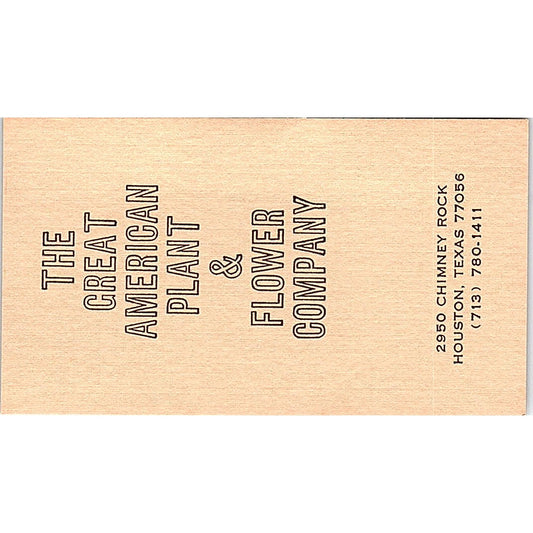 THE
GREAT
AMERICAN
PLANT
&
FLOWER
COMPANY
2950 CHIMNEY ROCK
HOUSTON, TEXAS 77056
(713) 780-1411